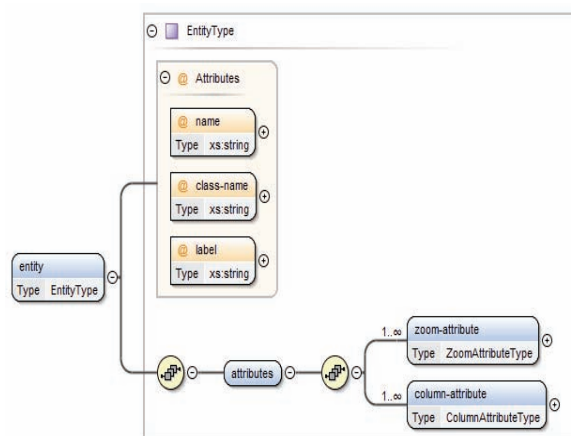 EntityType
@ Attributes
@ name
Type xs:string
@ class-name
Type xs:string
@ label
Type xs:string
entity
Type EntityType
attributes
1..∞
zoom-attribute
Type ZoomAttributeType
1..∞
column-attribute
Type ColumnAttributeType